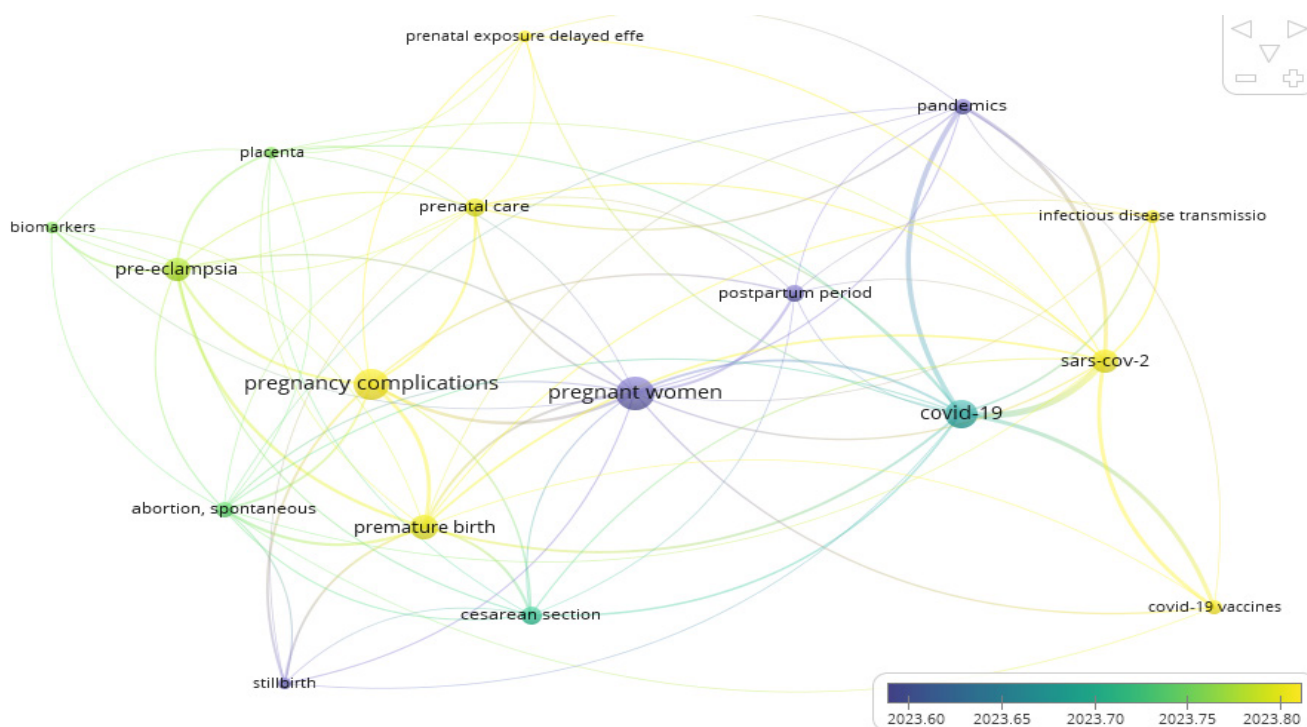 prenatal exposure delayed effe
pandemics
placenta
prenatal care
infectious disease transmissio
biomarkers
pre-eclampsia
postpartum period
sars-cov-2
pregnancy complications
pregnant women
covid-19
abortion, spontaneous
premature birth
covid-19 vaccines
cesarean section
stillbirth
2023.60 2023.65 2023.70 2023.75 2023.80